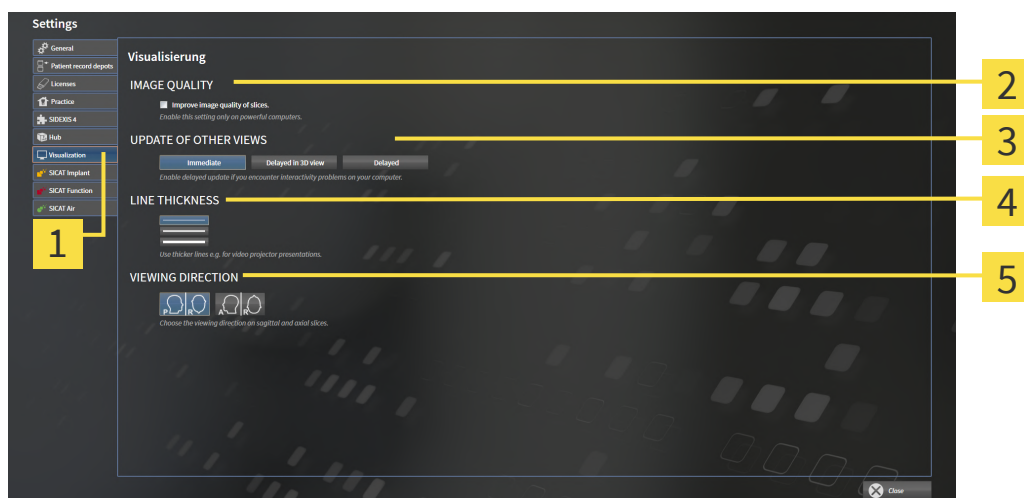 Settings
General
Patient record depots
Licenses
Practice
SIDEXIS 4
Hub
Visualization
SICAT Implant
SICAT Function
SICAT Air
1
Visualisierung
IMAGE QUALITY
2
Improve image quality of slices.
Enable this setting only on powerful computers.
UPDATE OF OTHER VIEWS
3
Immediate Delayed in 3D view Delayed
Enable delayed update if you encounter interactivity problems on your computer.
LINE THICKNESS
4
Use thicker lines e.g. for video projector presentations.
VIEWING DIRECTION
5
P R A R
Choose the viewing direction on sagittal and axial slices.
Close